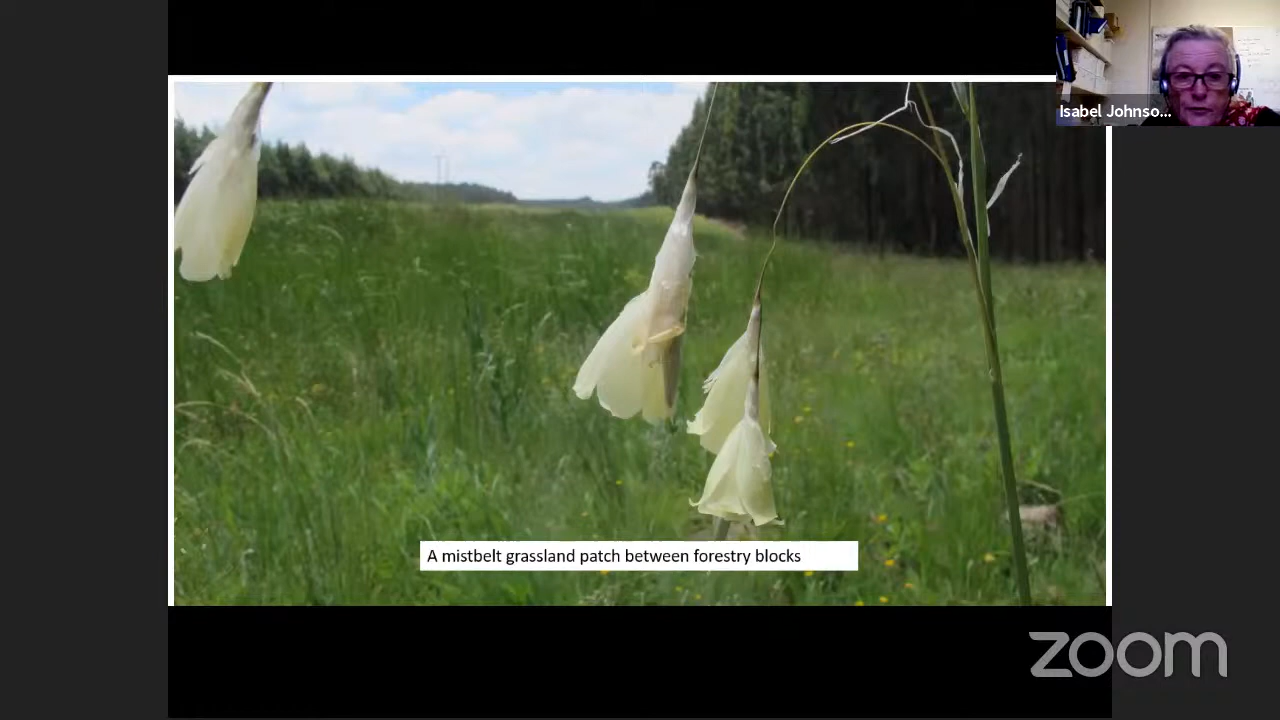 Isabel Johnso...
A mistbelt grassland patch between forestry blocks
zoom